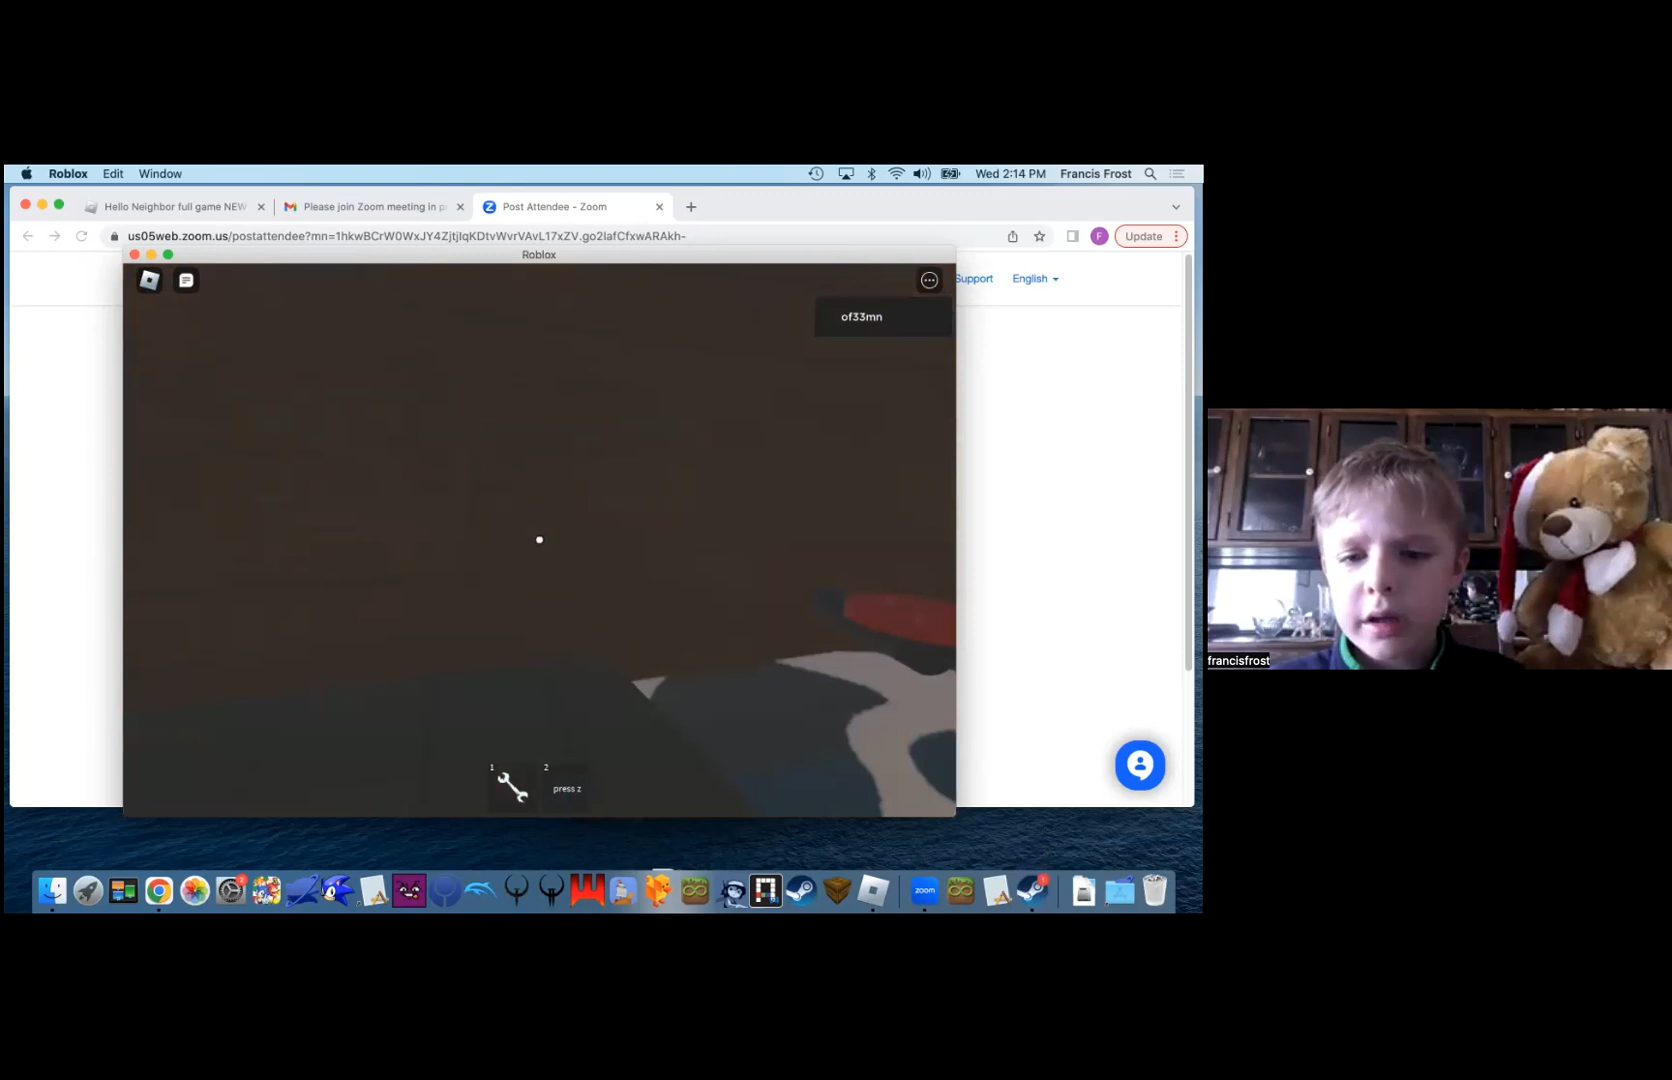 Roblox Edit Window Wed 2:14 PM Francis Frost
Hello Neighbor full game NEW Please join Zoom meeting in p Post Attendee - Zoom
us05web.zoom.us/postattendee?mn=1hkwBCrW0WxJY4ZjtjIqKDtvWvrVAvL17xZV.go2lafCfxwARAkh- F Update
Roblox
Support English
of33mn
1 2
press z
francisfrost
zoom